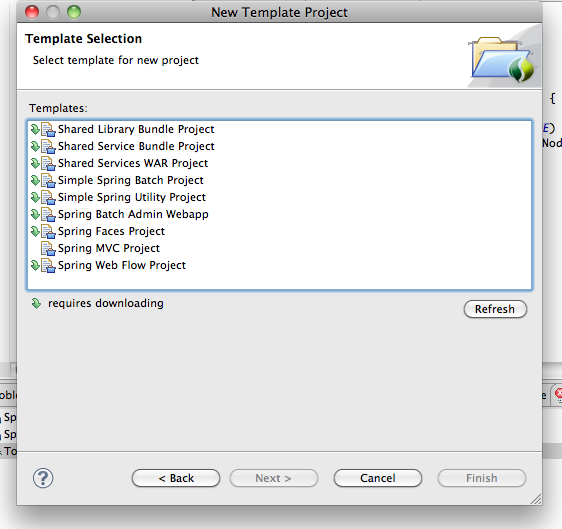 New Template Project
Template Selection
Select template for new project
Templates:
Shared Library Bundle Project
Shared Service Bundle Project
Shared Services WAR Project
Simple Spring Batch Project
Simple Spring Utility Project
Spring Batch Admin Webapp
Spring Faces Project
Spring MVC Project
Spring Web Flow Project
requires downloading
Refresh
{
E)
Nod
oble
e
Sp
Sp
To
?
< Back
Next >
Cancel
Finish